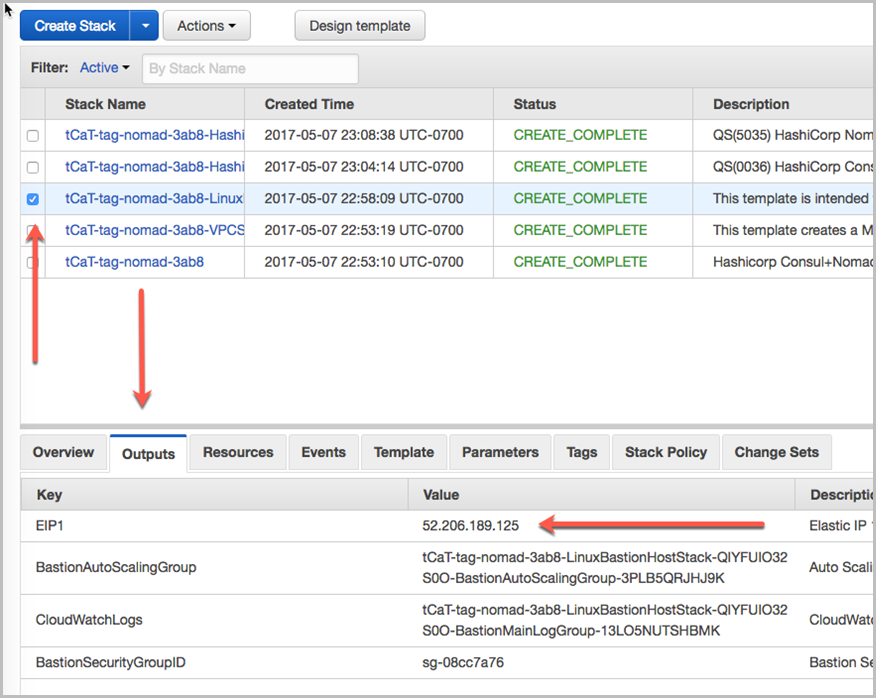 Create Stack Actions Design template
Filter: Active By Stack Name
Stack Name Created Time Status Description
tCaT-tag-nomad-3ab8-Hashi 2017-05-07 23:08:38 UTC-0700 CREATE_COMPLETE QS(5035) HashiCorp Nom
tCaT-tag-nomad-3ab8-Hashi 2017-05-07 23:04:14 UTC-0700 CREATE_COMPLETE QS(0036) HashiCorp Cons
tCaT-tag-nomad-3ab8-Linux 2017-05-07 22:58:09 UTC-0700 CREATE_COMPLETE This template is intended
tCaT-tag-nomad-3ab8-VPCS 2017-05-07 22:53:19 UTC-0700 CREATE_COMPLETE This template creates a M
tCaT-tag-nomad-3ab8 2017-05-07 22:53:10 UTC-0700 CREATE_COMPLETE Hashicorp Consul+Nomad
Overview Outputs Resources Events Template Parameters Tags Stack Policy Change Sets
Key Value Descriptio
EIP1 52.206.189.125 Elastic IP
BastionAutoScalingGroup tCaT-tag-nomad-3ab8-LinuxBastionHostStack-QIYFUIO32 Auto Scali
S0O-BastionAutoScalingGroup-3PLB5QRJHJ9K
CloudWatchLogs tCaT-tag-nomad-3ab8-LinuxBastionHostStack-QIYFUIO32 CloudWatc
S0O-BastionMainLogGroup-13LO5NUTSHBMK
BastionSecurityGroupID sg-08cc7a76 Bastion Se